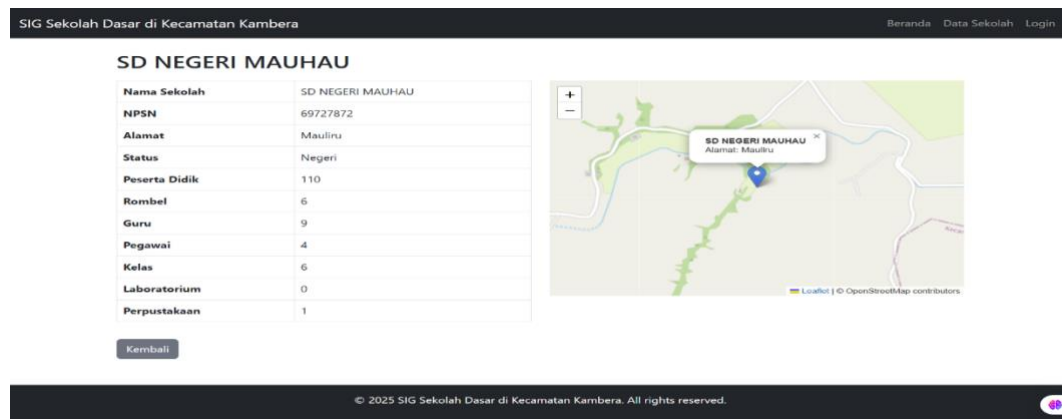 SIG Sekolah Dasar di Kecamatan Kambera
Beranda Data Sekolah Login
SD NEGERI MAUHAU
Nama Sekolah SD NEGERI MAUHAU
NPSN 69727872
Alamat Mauliru
Status Negeri
Peserta Didik 110
Rombel 6
Guru 9
Pegawai 4
Kelas 6
Laboratorium 0
Perpustakaan 1
+
−
SD NEGERI MAUHAU ×
Alamat: Mauliru
Leaflet | © OpenStreetMap contributors
Kembali
© 2025 SIG Sekolah Dasar di Kecamatan Kambera. All rights reserved.